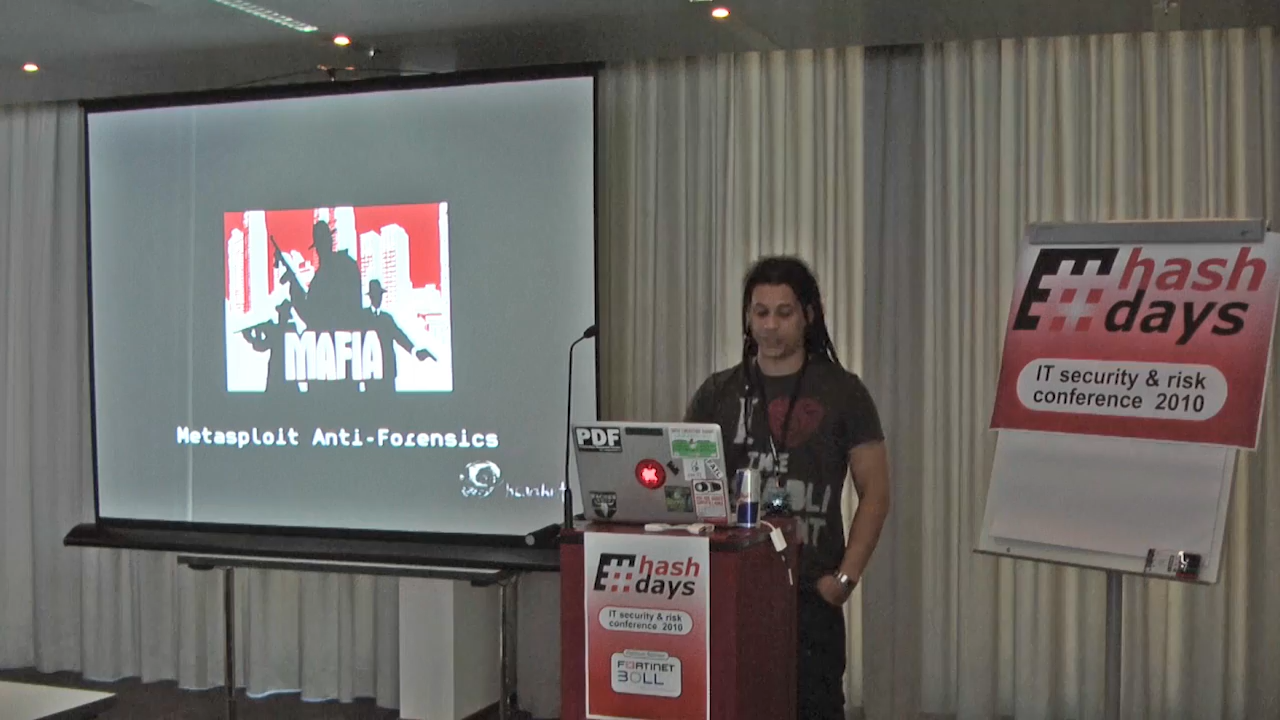 MAFIA
Metasploit Anti-Forensics
hash
days
IT security & risk
conference 2010
PDF
hash
days
IT security & risk
conference 2010
FORTINET
BOLL